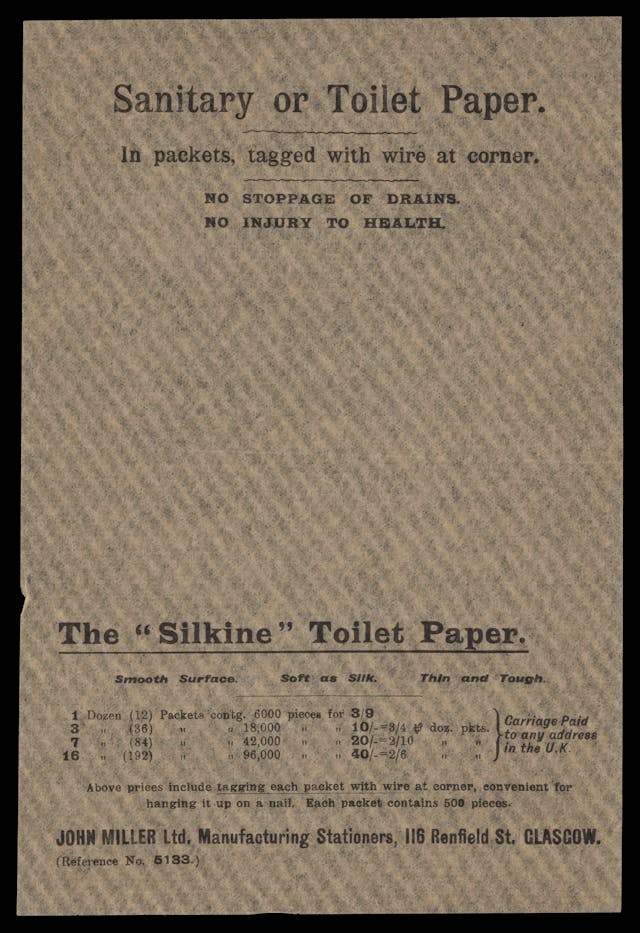 Sanitary or Toilet Paper.
In packets, tagged with wire at corner.
NO STOPPAGE OF DRAINS.
NO INJURY TO HEALTH.
The “Silkine” Toilet Paper.
Smooth Surface. Soft as Silk. Thin and Tough.
1 Dozen (12) Packets contg. 6000 pieces for 3/9
3 „ (36) „ „ 18,000 „ „ 10/-=3/4 ⅌ doz. pkts.
7 „ (84) „ „ 42,000 „ „ 20/-=2/10 „ „
16 „ (192) „ „ 96,000 „ „ 40/-=2/6 „ „
Carriage Paid
to any address
in the U.K.
Above prices include tagging each packet with wire at corner, convenient for
hanging it up on a nail. Each packet contains 500 pieces.
JOHN MILLER Ltd, Manufacturing Stationers, 116 Renfield St. GLASGOW.
(Reference No. 5133.)